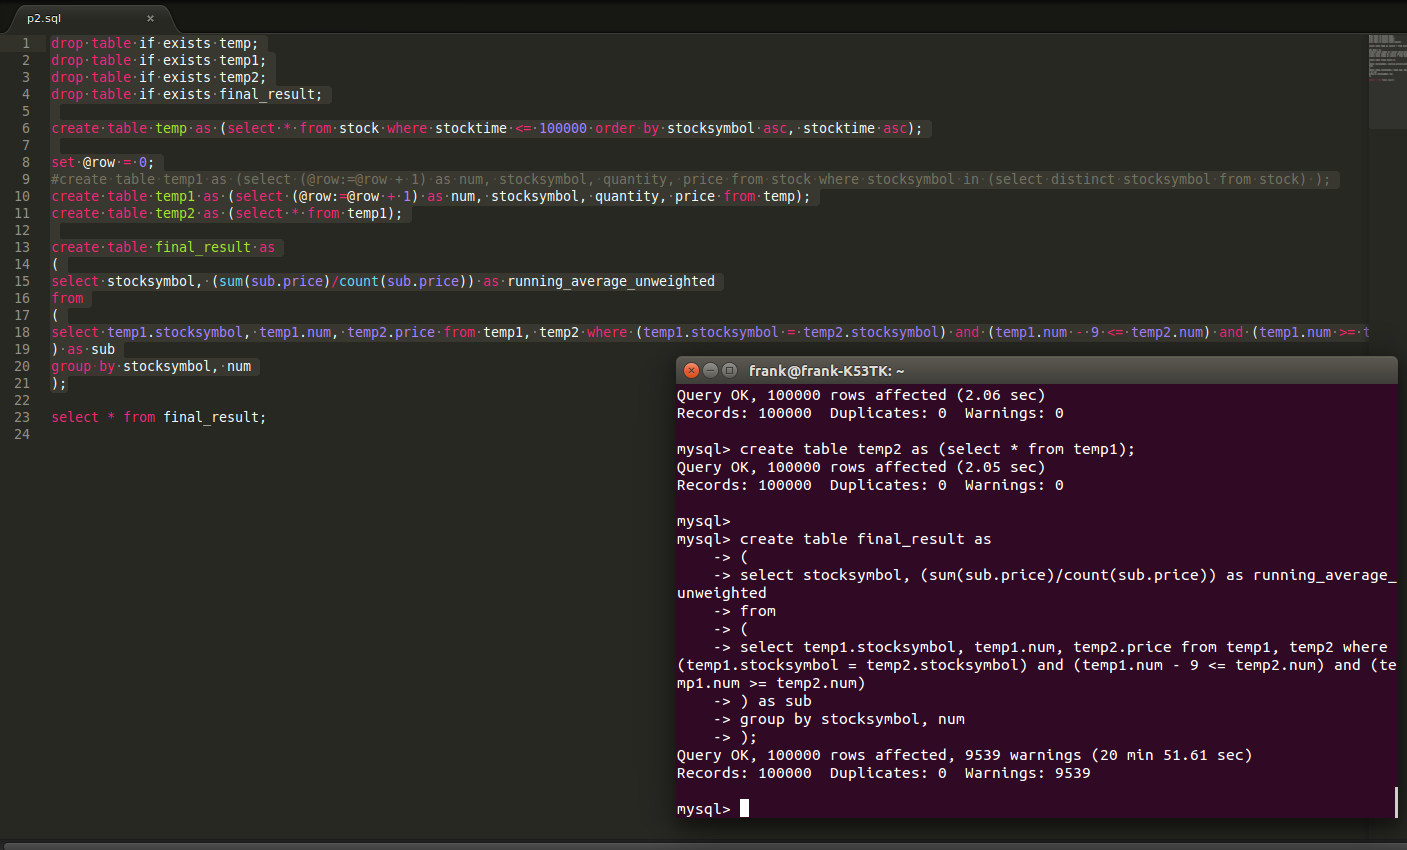 p2.sql ×
1 drop table if exists temp;
2 drop table if exists temp1;
3 drop table if exists temp2;
4 drop table if exists final_result;
5
6 create table temp as (select * from stock where stocktime <= 100000 order by stocksymbol asc, stocktime asc);
7
8 set @row = 0;
9 #create table temp1 as (select (@row:=@row + 1) as num, stocksymbol, quantity, price from stock where stocksymbol in (select distinct stocksymbol from stock) );
10 create table temp1 as (select (@row:=@row + 1) as num, stocksymbol, quantity, price from temp);
11 create table temp2 as (select * from temp1);
12
13 create table final_result as
14 (
15 select stocksymbol, (sum(sub.price)/count(sub.price)) as running_average_unweighted
16 from
17 (
18 select temp1.stocksymbol, temp1.num, temp2.price from temp1, temp2 where (temp1.stocksymbol = temp2.stocksymbol) and (temp1.num - 9 <= temp2.num) and (temp1.num >= t
19 ) as sub
20 group by stocksymbol, num
21 );
22
23 select * from final_result;
24
frank@frank-K53TK: ~
Query OK, 100000 rows affected (2.06 sec)
Records: 100000  Duplicates: 0  Warnings: 0
mysql> create table temp2 as (select * from temp1);
Query OK, 100000 rows affected (2.05 sec)
Records: 100000  Duplicates: 0  Warnings: 0
mysql>
mysql> create table final_result as
    -> (
    -> select stocksymbol, (sum(sub.price)/count(sub.price)) as running_average_
unweighted
    -> from
    -> (
    -> select temp1.stocksymbol, temp1.num, temp2.price from temp1, temp2 where
(temp1.stocksymbol = temp2.stocksymbol) and (temp1.num - 9 <= temp2.num) and (te
mp1.num >= temp2.num)
    -> ) as sub
    -> group by stocksymbol, num
    -> );
Query OK, 100000 rows affected, 9539 warnings (20 min 51.61 sec)
Records: 100000  Duplicates: 0  Warnings: 9539
mysql>